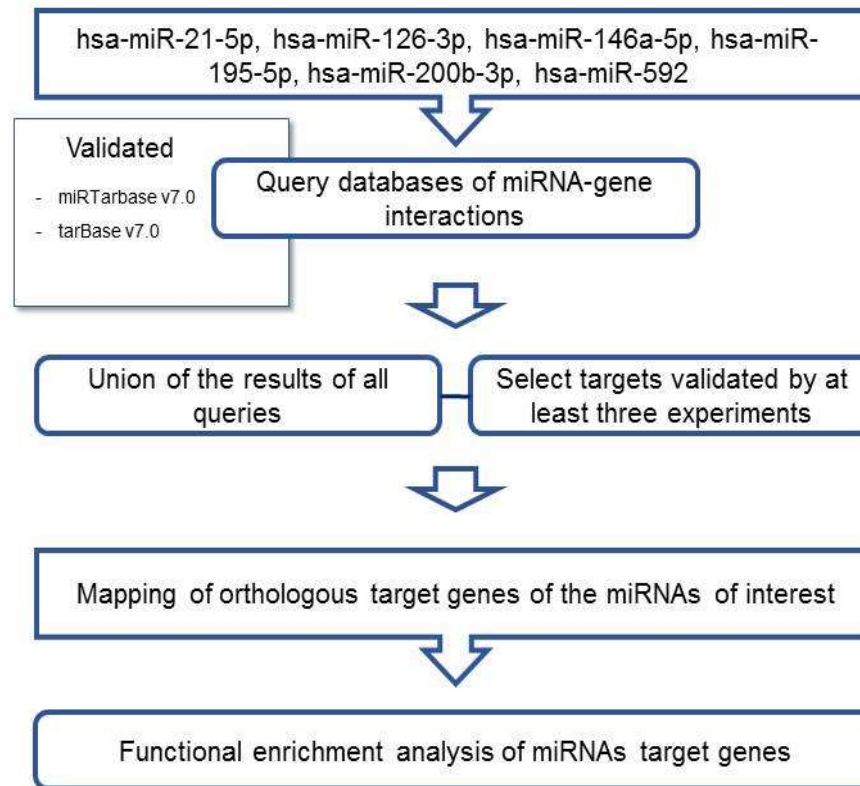 hsa-miR-21-5p, hsa-miR-126-3p, hsa-miR-146a-5p, hsa-miR-
195-5p, hsa-miR-200b-3p, hsa-miR-592
Validated
- miRTarbase v7.0
- tarBase v7.0
Query databases of miRNA-gene
interactions
Union of the results of all
queries
Select targets validated by at
least three experiments
Mapping of orthologous target genes of the miRNAs of interest
Functional enrichment analysis of miRNAs target genes